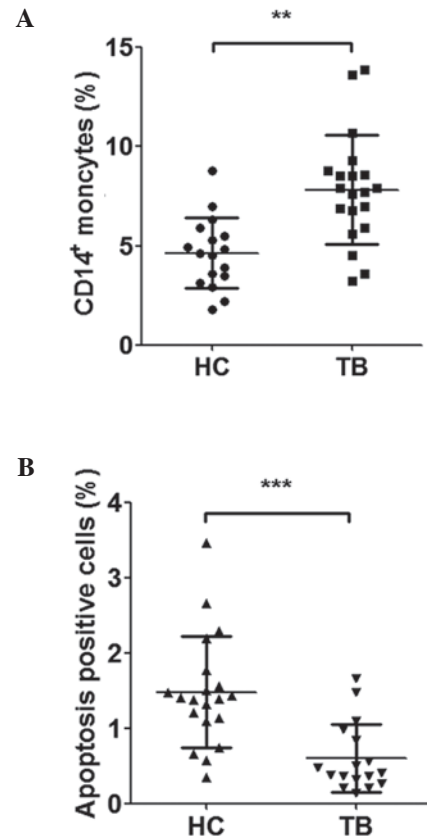 A
**
CD14+ moncytes (%)
15
10
5
0
HC TB
B
***
Apoptosis positive cells (%)
4
3
2
1
0
HC TB